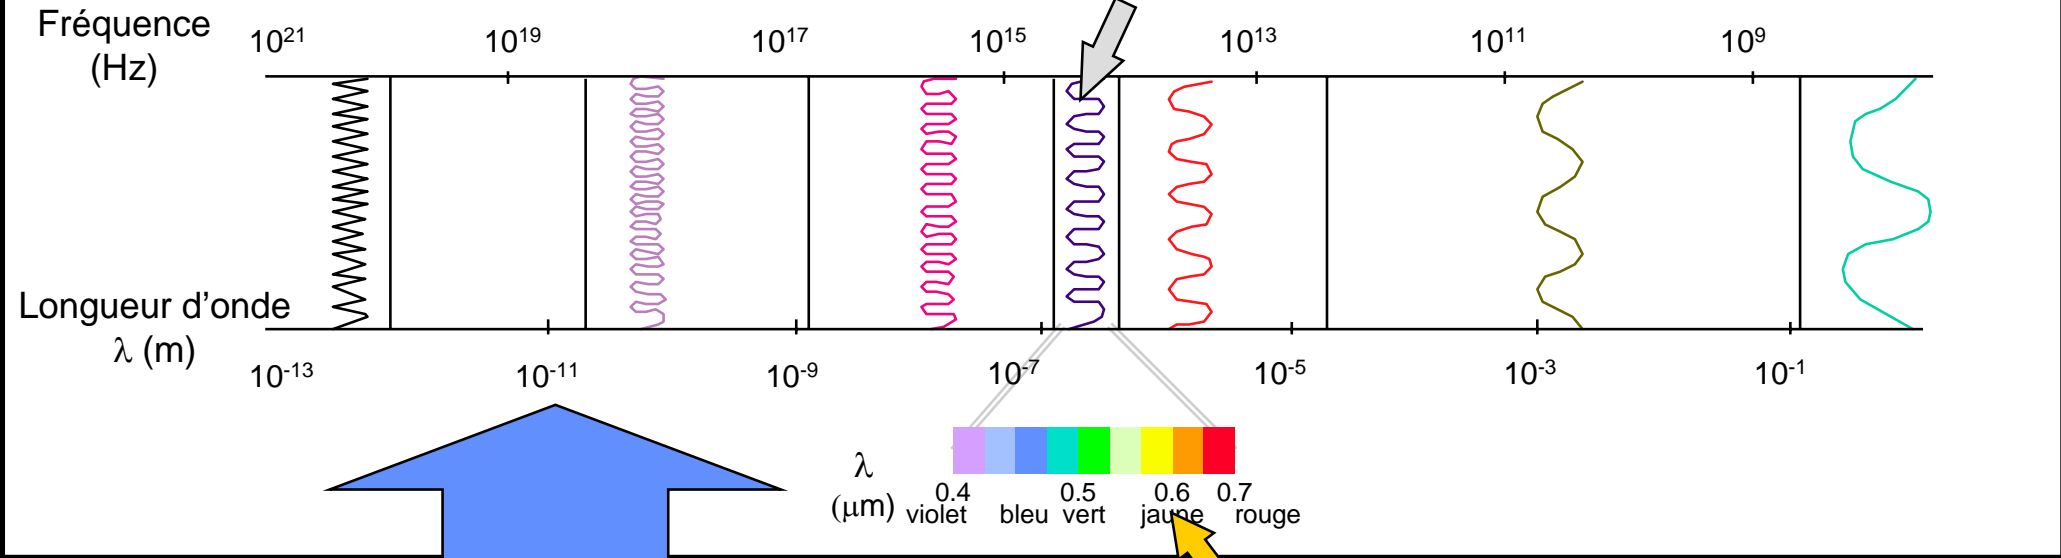 Fréquence
(Hz)
10²¹ 10¹⁹ 10¹⁷ 10¹⁵ 10¹³ 10¹¹ 10⁹
Longueur d’onde
λ (m)
10⁻¹³ 10⁻¹¹ 10⁻⁹ 10⁻⁷ 10⁻⁵ 10⁻³ 10⁻¹
λ
(μm)
0.4 0.5 0.6 0.7
violet bleu vert jaune rouge